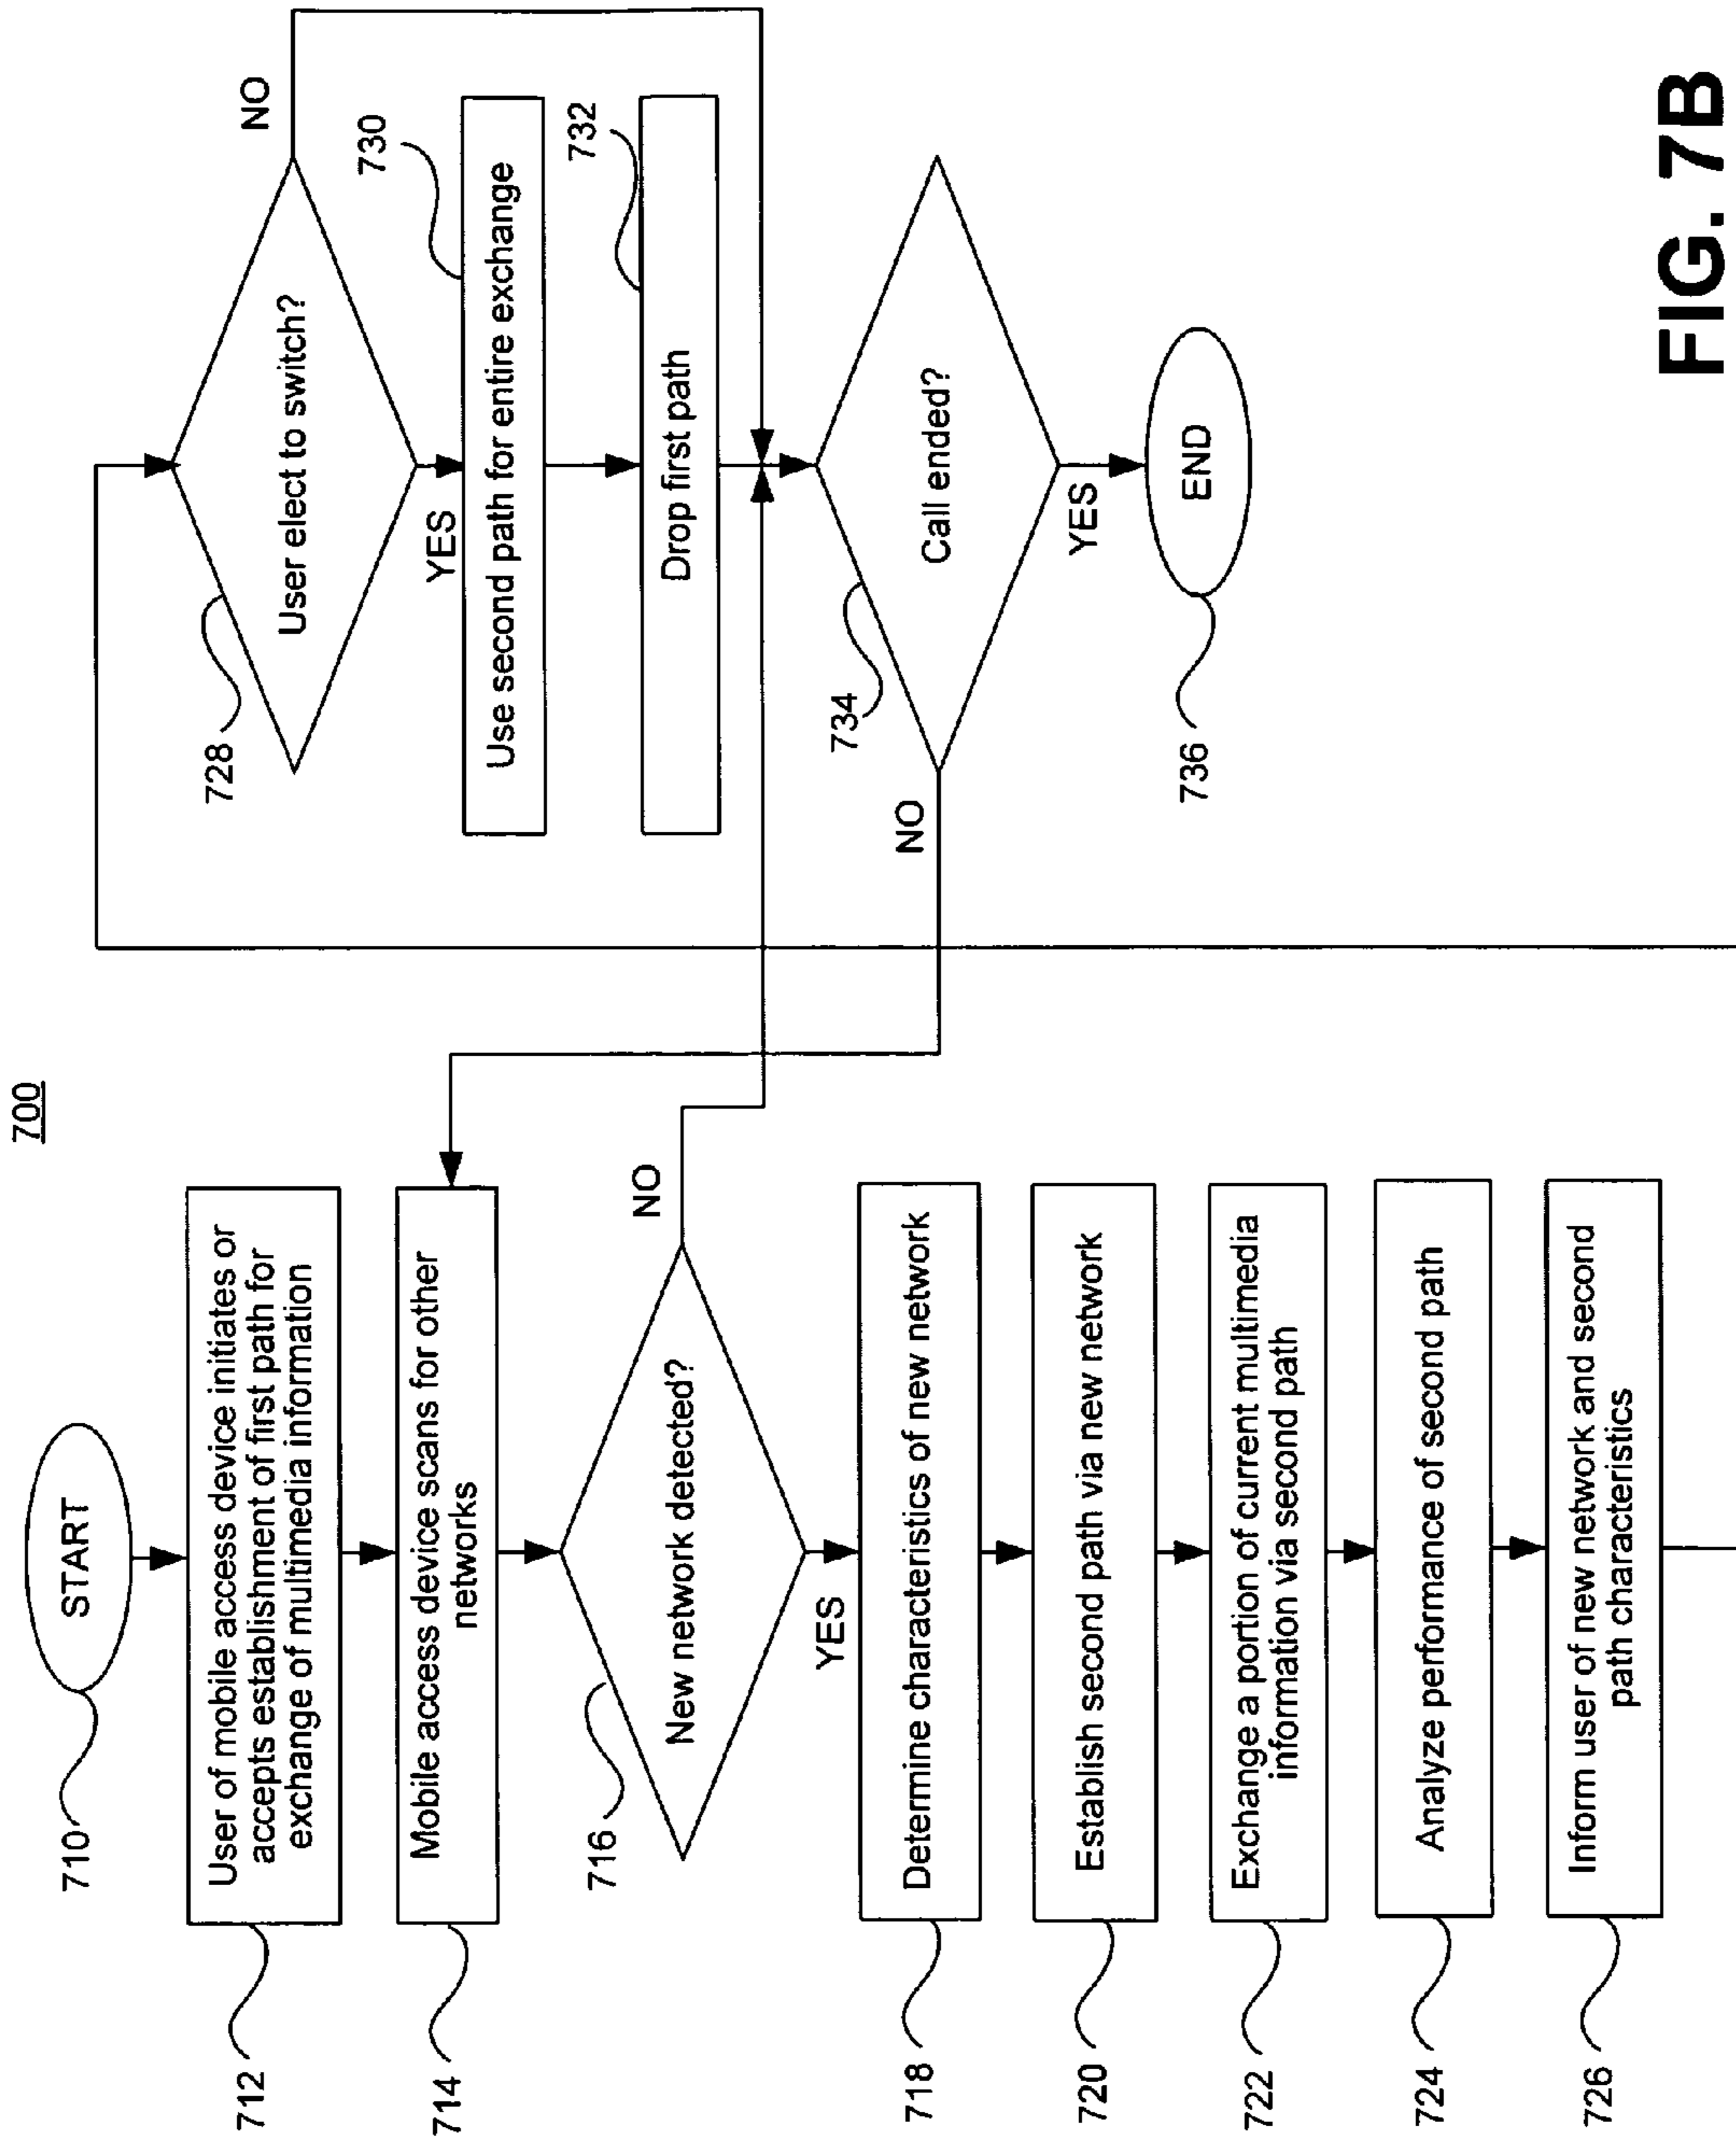 700
START
710
User of mobile access device initiates or
accepts establishment of first path for
exchange of multimedia information
712
Mobile access device scans for other
networks
714
New network detected?
716
NO
YES
Determine characteristics of new network
718
Establish second path via new network
720
Exchange a portion of current multimedia
information via second path
722
Analyze performance of second path
724
Inform user of new network and second
path characteristics
726
User elect to switch?
728
NO
YES
Use second path for entire exchange
730
Drop first path
732
Call ended?
734
NO
YES
END
736
FIG. 7B